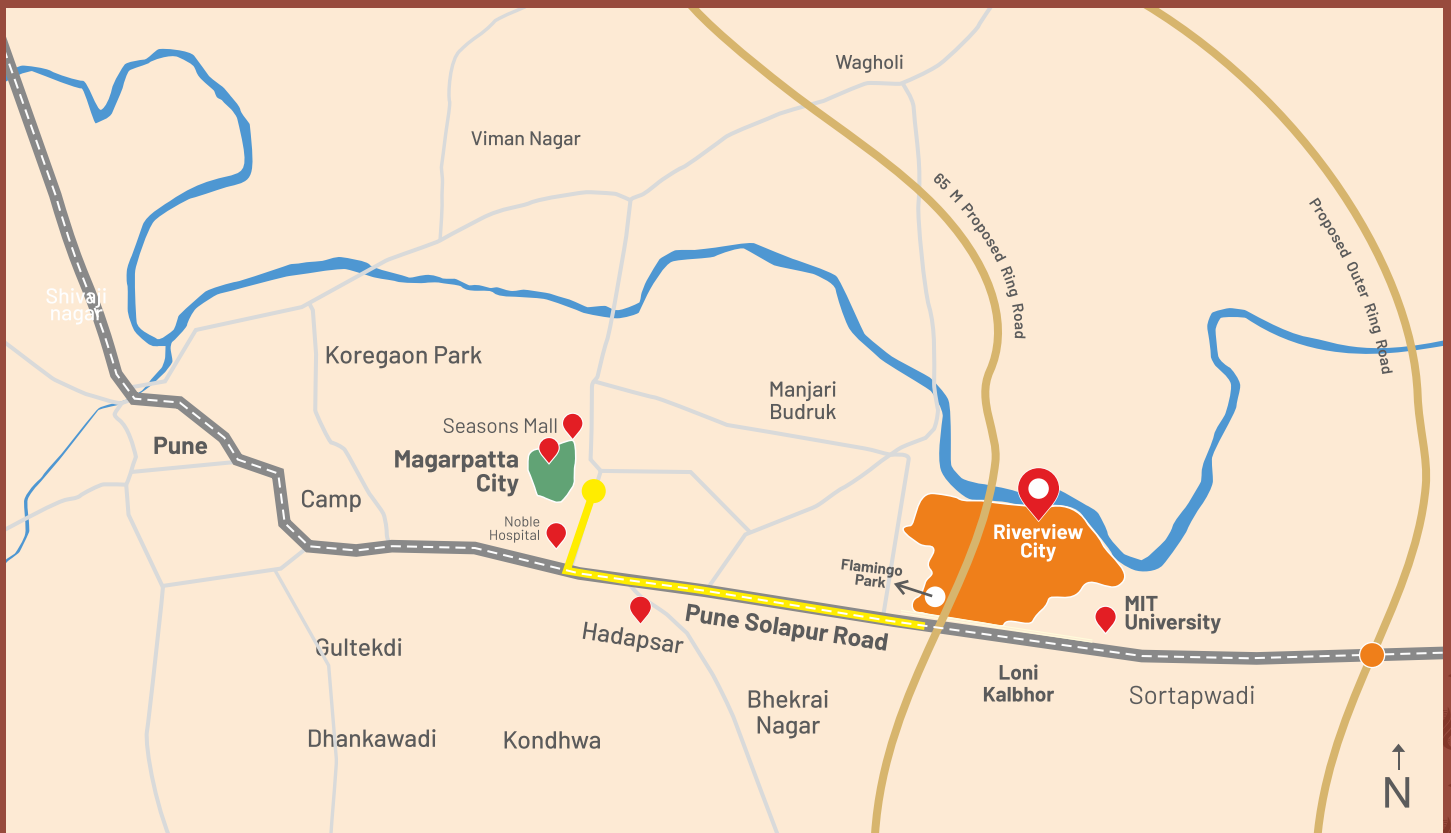 Wagholi
Viman Nagar
65 M Proposed Ring Road
Proposed Outer Ring Road
Shivaji
nagar
Koregaon Park
Manjari
Budruk
Seasons Mall
Pune
Magarpatta
City
Camp
Noble
Hospital
Riverview
City
Flamingo
Park
MIT
University
Hadapsar
Pune Solapur Road
Gultekdi
Loni
Kalbhor
Sortapwadi
Bhekrai
Nagar
Dhankawadi
Kondhwa
N